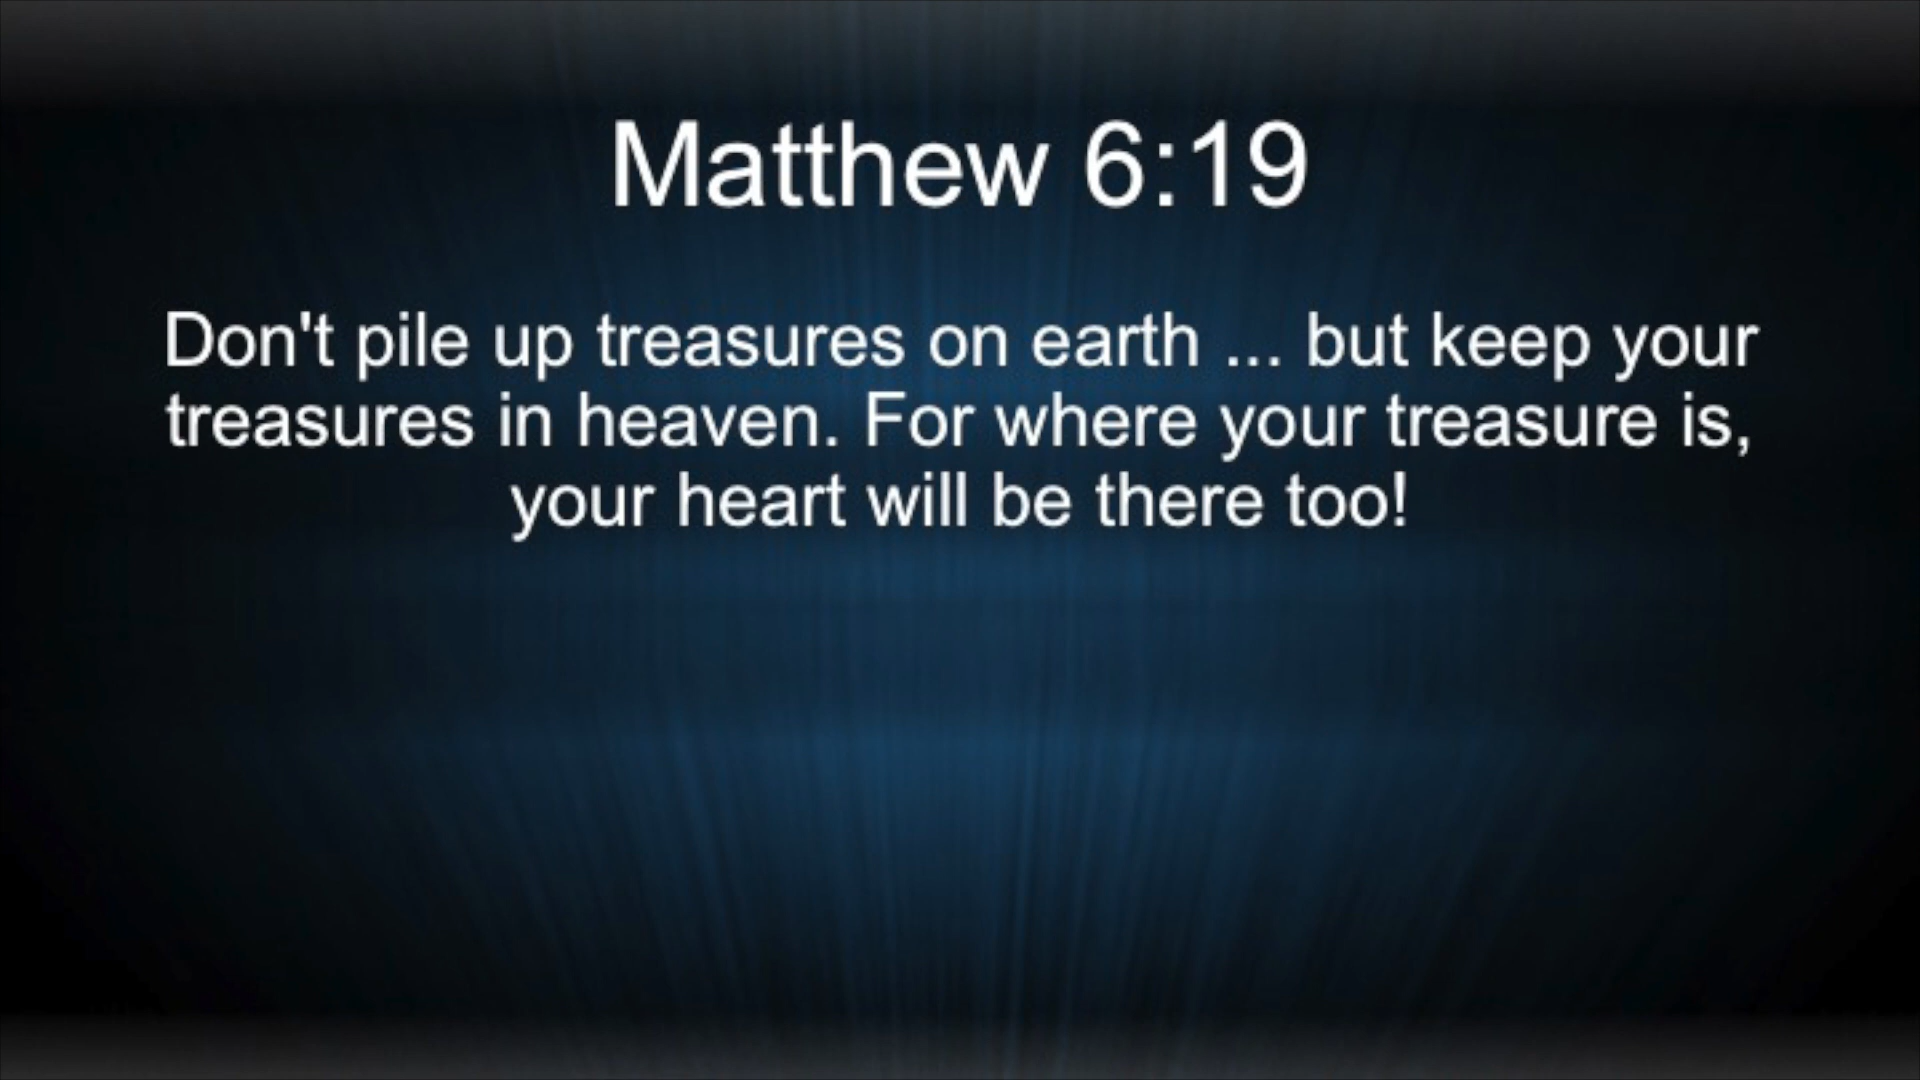 Matthew 6:19
Don't pile up treasures on earth ... but keep your
treasures in heaven. For where your treasure is,
your heart will be there too!